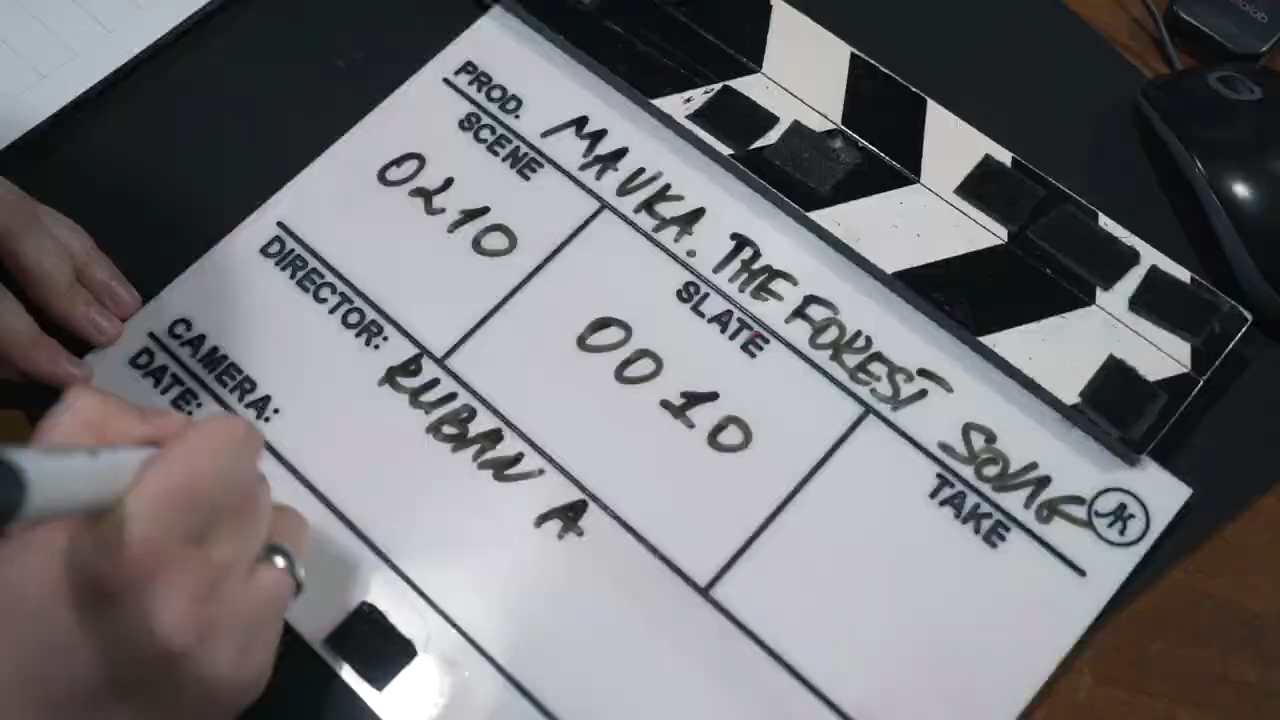 PROD. MAVKA. THE FOREST SONG
SCENE
0210
SLATE
0010
TAKE
DIRECTOR: RUBAN A
CAMERA:
DATE: